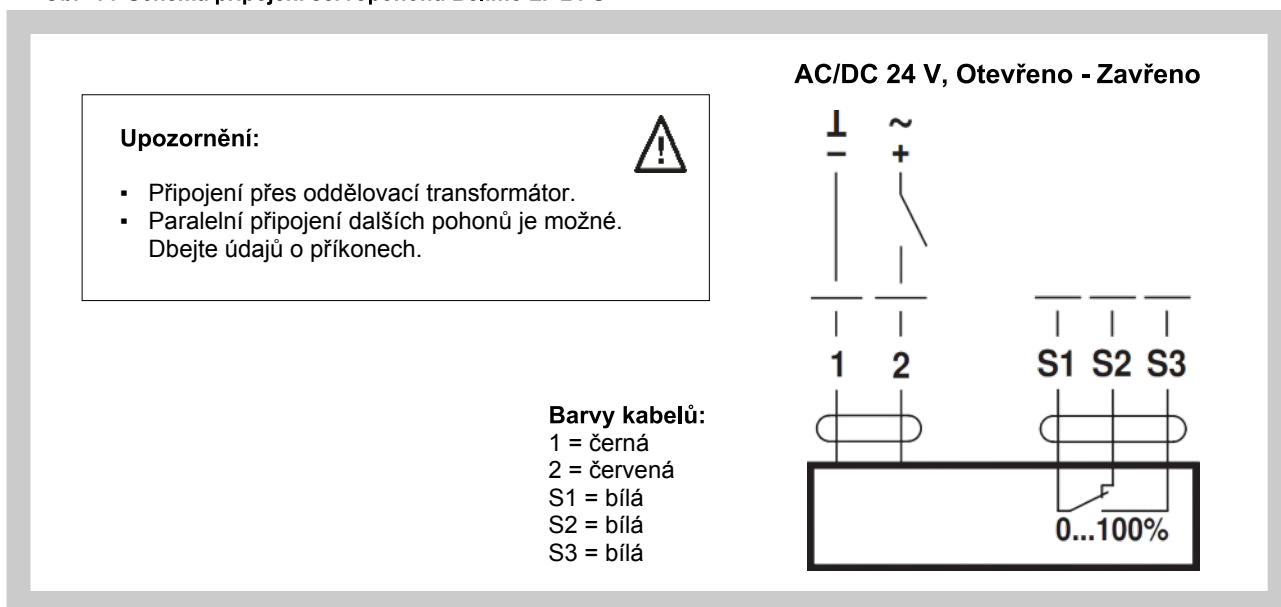 AC/DC 24 V, Otevřeno - Zavřeno
Upozornění:
▪ Připojení přes oddělovací transformátor.
▪ Paralelní připojení dalších pohonů je možné.
Dbejte údajů o příkonech.
⊥ ~
− +
1 2 S1 S2 S3
Barvy kabelů:
1 = černá
2 = červená
S1 = bílá
S2 = bílá
S3 = bílá
0...100%